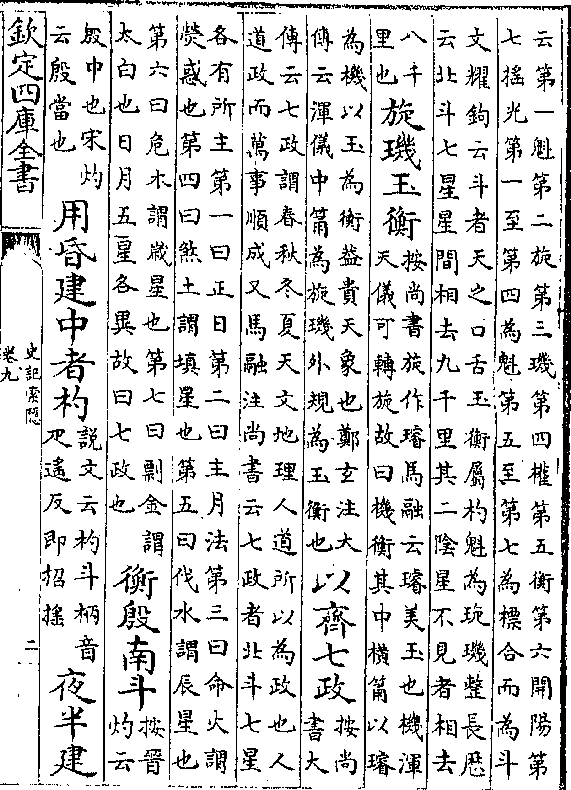 云第一魁第二旋第三璣第四權第五衡第六開陽第
七揺光第一至第四為魁第五至第七為標合而為斗
文耀鉤云斗者天之口舌玉衡屬杓魁為琁璣整長厯
云北斗七星星間相去九千里其二陰星不見者相去
八千
里也
旋璣玉衡
按尚書旋作璿馬融云璿美玉也機渾
天儀可轉旋故曰機衡其中橫筩以璿
為機以玉為衡葢貴天象也鄭玄注大
傳云渾儀中筩為旋璣外規為玉衡也
以齊七政
按尚
書大
傳云七政謂春秋冬夏天文地理人道所以為政也人
道政而萬事順成又馬融注尚書云七政者北斗七星
各有所主第一曰正日第二曰主月法第三曰命火謂
熒惑也第四曰煞土謂填星也第五曰伐水謂辰星也
第六曰危木謂嵗星也第七曰剽金謂
太白也日月五星各異故曰七政也
衡殷南斗
按晉
灼云
殷中也宋灼
云殷當也
用昏建中者杓
説文云杓斗柄音
疋遙反即招搖
夜半建
欽定四庫全書
史記索隠
卷九
二